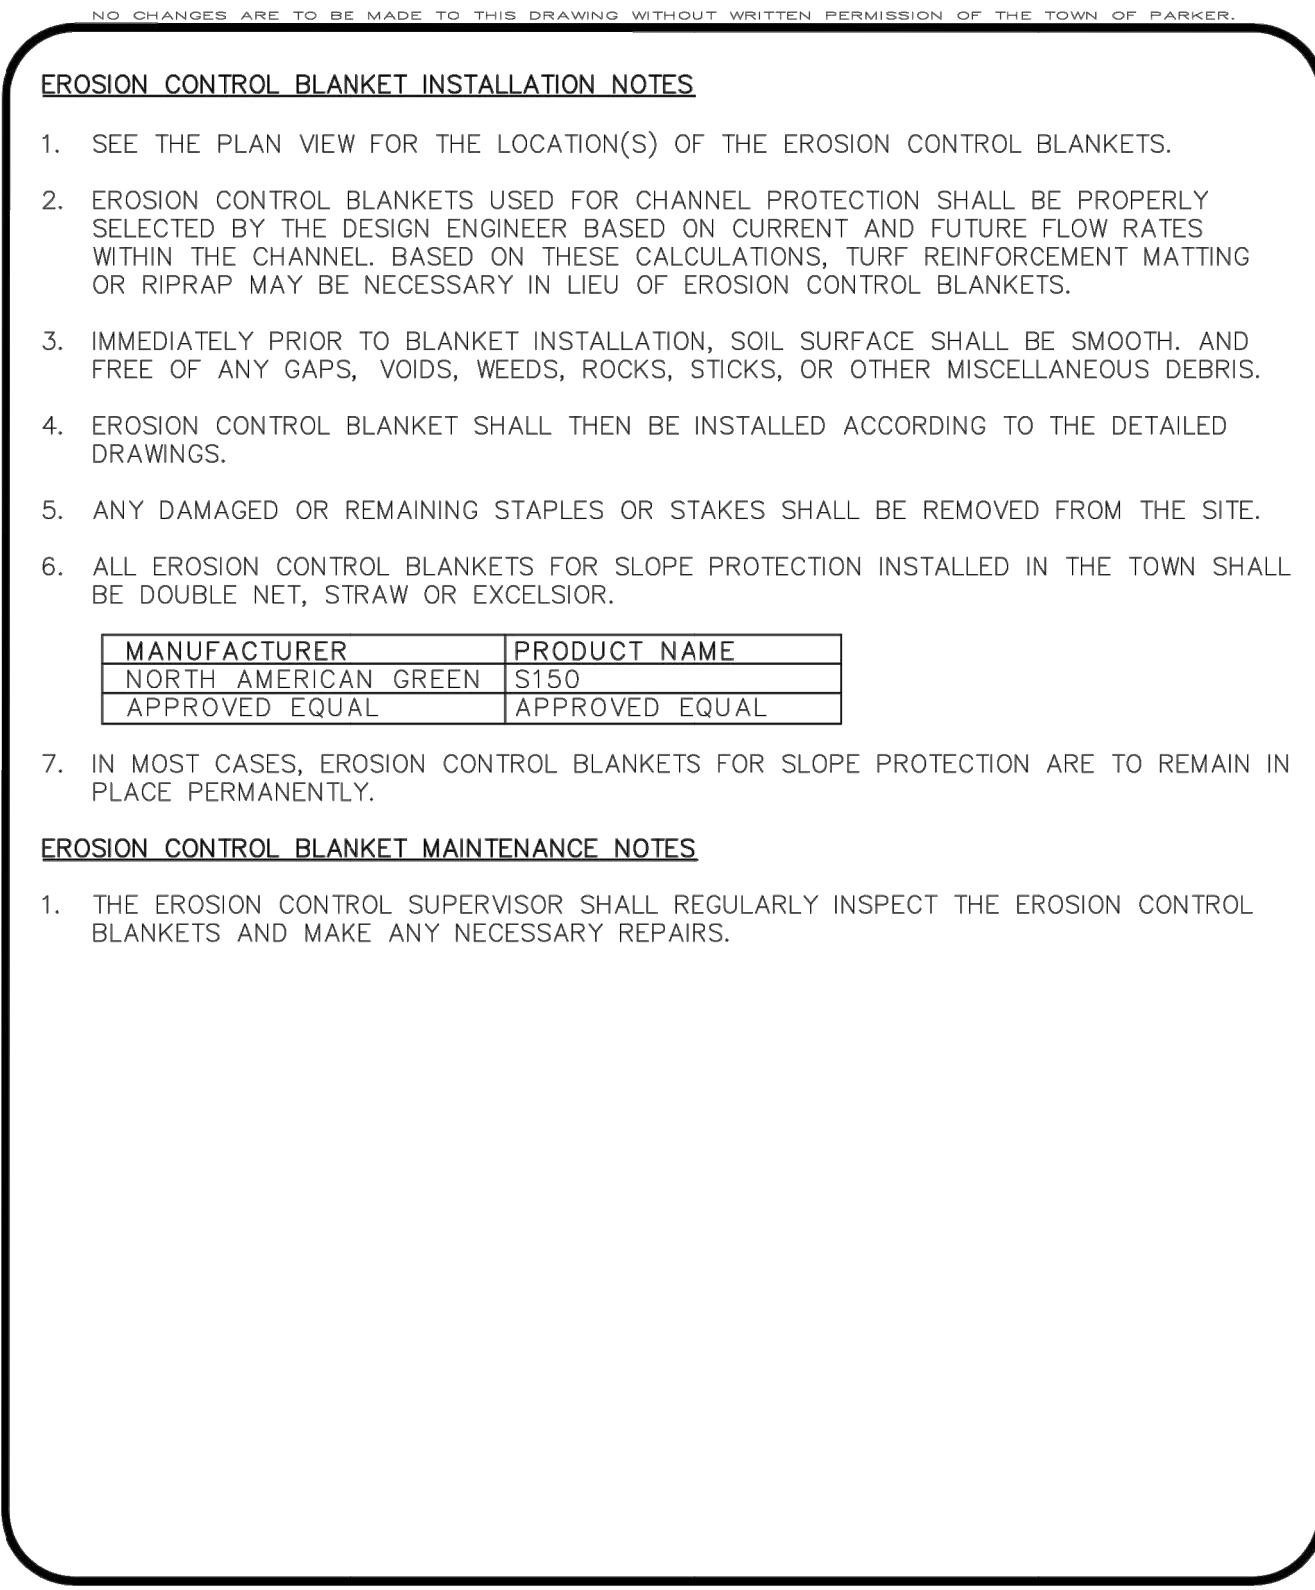 NO CHANGES ARE TO BE MADE TO THIS DRAWING WITHOUT WRITTEN PERMISSION OF THE TOWN OF PARKER.
EROSION CONTROL BLANKET INSTALLATION NOTES
1. SEE THE PLAN VIEW FOR THE LOCATION(S) OF THE EROSION CONTROL BLANKETS.
2. EROSION CONTROL BLANKETS USED FOR CHANNEL PROTECTION SHALL BE PROPERLY
SELECTED BY THE DESIGN ENGINEER BASED ON CURRENT AND FUTURE FLOW RATES
WITHIN THE CHANNEL. BASED ON THESE CALCULATIONS, TURF REINFORCEMENT MATTING
OR RIPRAP MAY BE NECESSARY IN LIEU OF EROSION CONTROL BLANKETS.
3. IMMEDIATELY PRIOR TO BLANKET INSTALLATION, SOIL SURFACE SHALL BE SMOOTH. AND
FREE OF ANY GAPS, VOIDS, WEEDS, ROCKS, STICKS, OR OTHER MISCELLANEOUS DEBRIS.
4. EROSION CONTROL BLANKET SHALL THEN BE INSTALLED ACCORDING TO THE DETAILED
DRAWINGS.
5. ANY DAMAGED OR REMAINING STAPLES OR STAKES SHALL BE REMOVED FROM THE SITE.
6. ALL EROSION CONTROL BLANKETS FOR SLOPE PROTECTION INSTALLED IN THE TOWN SHALL
BE DOUBLE NET, STRAW OR EXCELSIOR.
MANUFACTURER PRODUCT NAME
NORTH AMERICAN GREEN S150
APPROVED EQUAL APPROVED EQUAL
7. IN MOST CASES, EROSION CONTROL BLANKETS FOR SLOPE PROTECTION ARE TO REMAIN IN
PLACE PERMANENTLY.
EROSION CONTROL BLANKET MAINTENANCE NOTES
1. THE EROSION CONTROL SUPERVISOR SHALL REGULARLY INSPECT THE EROSION CONTROL
BLANKETS AND MAKE ANY NECESSARY REPAIRS.